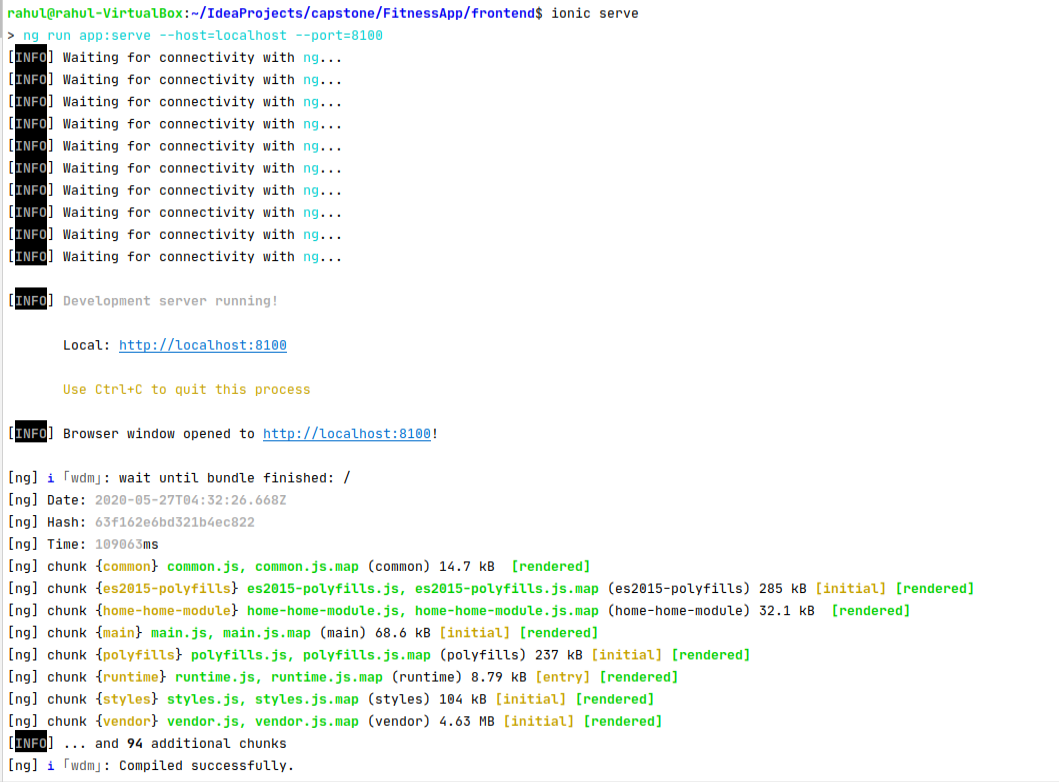 rahul@rahul-VirtualBox:~/IdeaProjects/capstone/FitnessApp/frontend$ ionic serve
> ng run app:serve --host=localhost --port=8100
[INFO] Waiting for connectivity with ng...
[INFO] Waiting for connectivity with ng...
[INFO] Waiting for connectivity with ng...
[INFO] Waiting for connectivity with ng...
[INFO] Waiting for connectivity with ng...
[INFO] Waiting for connectivity with ng...
[INFO] Waiting for connectivity with ng...
[INFO] Waiting for connectivity with ng...
[INFO] Waiting for connectivity with ng...
[INFO] Waiting for connectivity with ng...
[INFO] Development server running!
Local: http://localhost:8100
Use Ctrl+C to quit this process
[INFO] Browser window opened to http://localhost:8100!
[ng] i 「wdm」: wait until bundle finished: /
[ng] Date: 2020-05-27T04:32:26.668Z
[ng] Hash: 63f162e6bd321b4ec822
[ng] Time: 109063ms
[ng] chunk {common} common.js, common.js.map (common) 14.7 kB  [rendered]
[ng] chunk {es2015-polyfills} es2015-polyfills.js, es2015-polyfills.js.map (es2015-polyfills) 285 kB [initial] [rendered]
[ng] chunk {home-home-module} home-home-module.js, home-home-module.js.map (home-home-module) 32.1 kB  [rendered]
[ng] chunk {main} main.js, main.js.map (main) 68.6 kB [initial] [rendered]
[ng] chunk {polyfills} polyfills.js, polyfills.js.map (polyfills) 237 kB [initial] [rendered]
[ng] chunk {runtime} runtime.js, runtime.js.map (runtime) 8.79 kB [entry] [rendered]
[ng] chunk {styles} styles.js, styles.js.map (styles) 104 kB [initial] [rendered]
[ng] chunk {vendor} vendor.js, vendor.js.map (vendor) 4.63 MB [initial] [rendered]
[INFO] ... and 94 additional chunks
[ng] i 「wdm」: Compiled successfully.